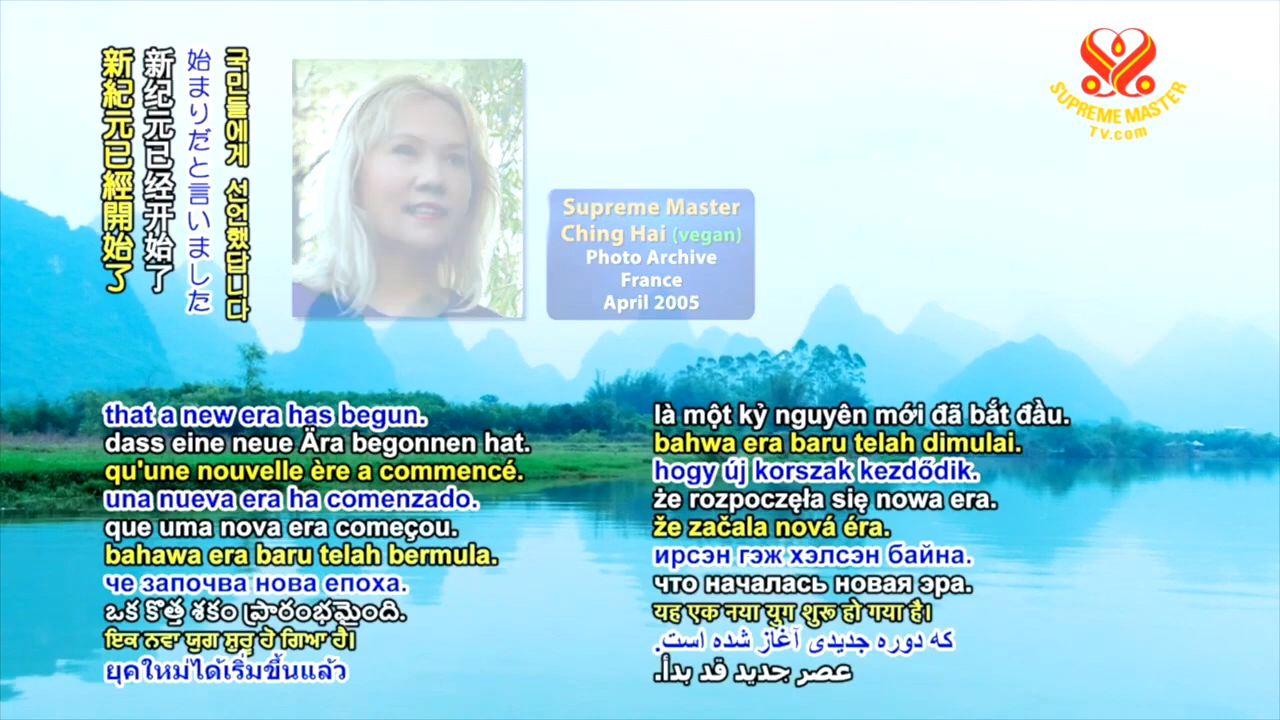 新紀元已經開始了
新纪元已经开始了
始まりだと言いました
국민들에게 선언했답니다
SUPREME MASTER
TV.com
Supreme Master
Ching Hai (vegan)
Photo Archive
France
April 2005
that a new era has begun.
dass eine neue Ära begonnen hat.
qu'une nouvelle ère a commencé.
una nueva era ha comenzado.
que uma nova era começou.
bahawa era baru telah bermula.
че започва нова епоха.
ఒక కొత్త శకం ప్రారంభమైంది.
ਇਕ ਨਵਾ ਯੁਗ ਸ਼ੁਰੂ ਹੋ ਗਿਆ ਹੈ।
ยุคใหม่ได้เริ่มขึ้นแล้ว
là một kỷ nguyên mới đã bắt đầu.
bahwa era baru telah dimulai.
hogy új korszak kezdődik.
że rozpoczęła się nowa era.
že začala nová éra.
ирсэн гэж хэлсэн байна.
что началась новая эра.
यह एक नया युग शुरू हो गया है।
که دوره جدیدی آغاز شده است.
عصر جديد قد بدأ.